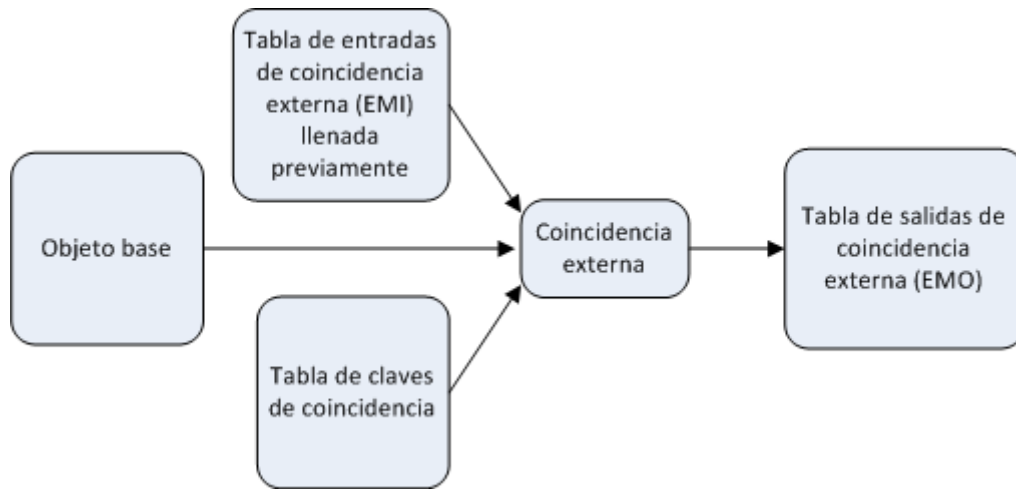 Tabla de entradas
de coincidencia
externa (EMI)
llenada
previamente
Objeto base
Coincidencia
externa
Tabla de salidas de
coincidencia
externa (EMO)
Tabla de claves
de coincidencia